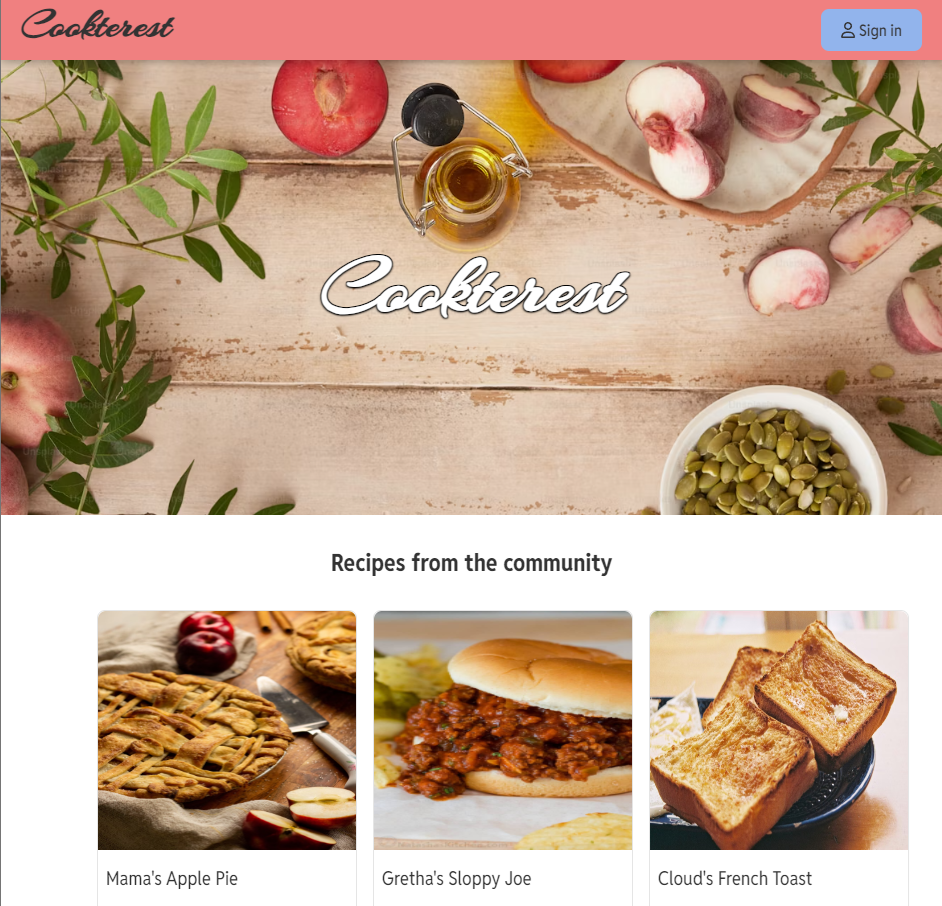 Cookterest
Sign in
Cookterest
Recipes from the community
Mama's Apple Pie
Gretha's Sloppy Joe
Cloud's French Toast